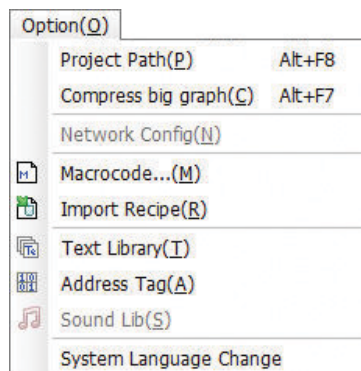 Option(O)
Project Path(P) Alt+F8
Compress big graph(C) Alt+F7
Network Config(N)
Macrocode...(M)
Import Recipe(R)
Text Library(T)
Address Tag(A)
Sound Lib(S)
System Language Change